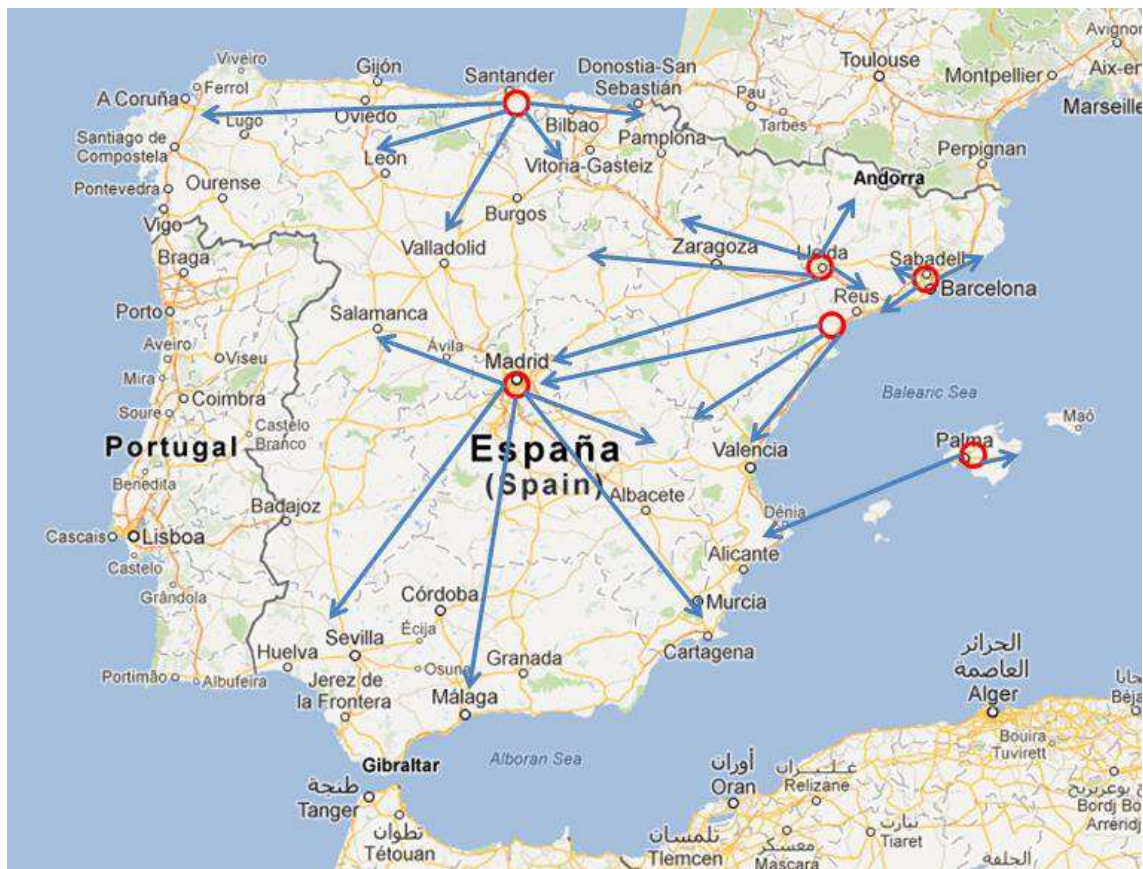 Avignon
Viveiro
Gijón
Santander
Donostia-San
Sebastián
Toulouse
Montpellier
Aix-en
A Coruña
Ferrol
Oviedo
Bilbao
Pau
Tarbes
Marseille
Lugo
Pamplona
Santiago de
Compostela
León
Vitoria-Gasteiz
Perpignan
Andorra
Pontevedra
Ourense
Burgos
Vigo
Valladolid
Zaragoza
Lleida
Sabadell
Braga
Reus
Barcelona
Porto
Salamanca
Aveiro
Viseu
Ávila
Madrid
Mira
Coimbra
Balearic Sea
Soure
Castelo
Branco
Maó
Portugal
España
(Spain)
Valencia
Palma
Benedita
Badajoz
Albacete
Dénia
Cascais
Lisboa
Castelo
Alicante
Grândola
Córdoba
Murcia
Écija
Sevilla
Cartagena
Huelva
Osuna
Granada
Portimão
Albufeira
Jerez de
la Frontera
Málaga
الجزائر
العاصمة
Alger
Gibraltar
Alboran Sea
Bouira
Tuvirett
وهران
Oran
غليزان
Relizane
طنجة
Tanger
تطوان
Tétouan
تلمسان
Tlemcen
معسكر
Mascara
تيارت
Tiaret
الجلفة